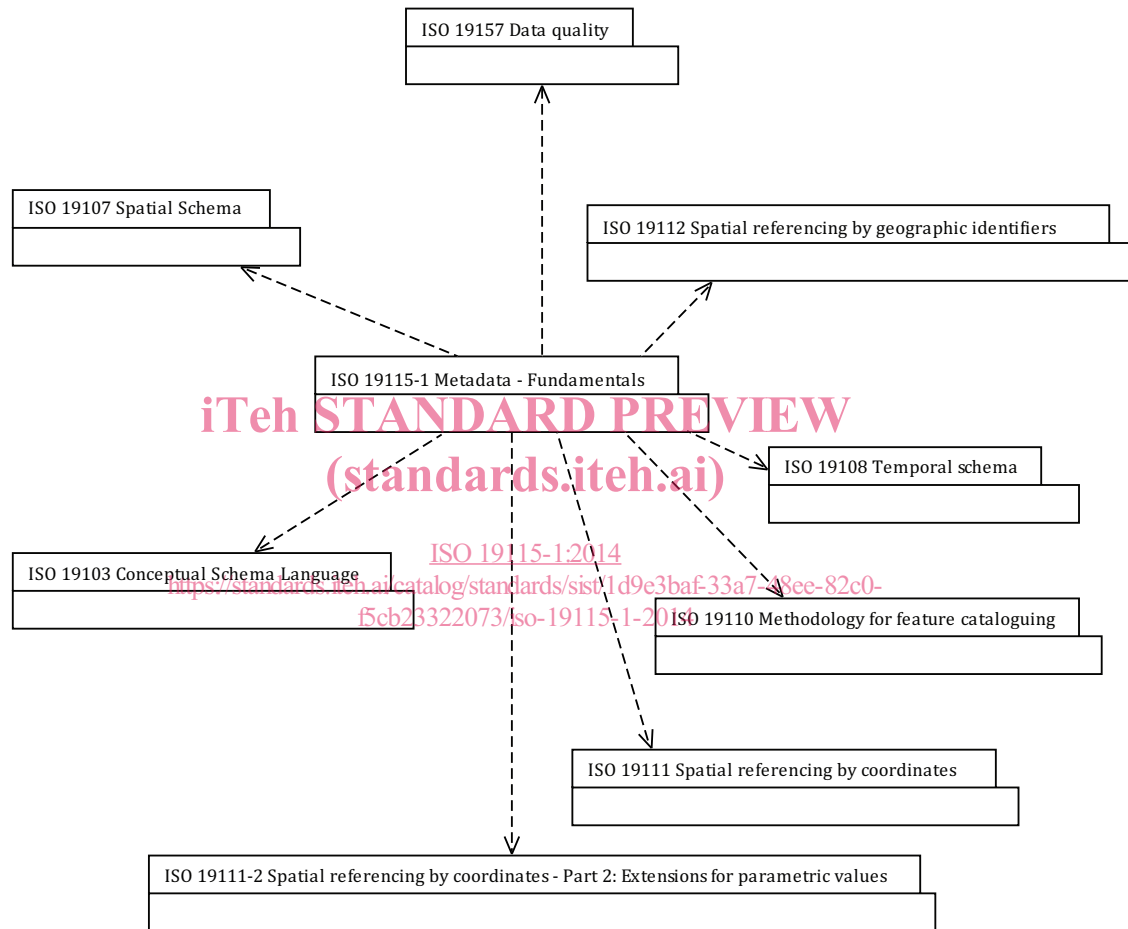 ISO 19157 Data quality
ISO 19107 Spatial Schema
ISO 19112 Spatial referencing by geographic identifiers
ISO 19115-1 Metadata - Fundamentals
iTeh STANDARD PREVIEW
(standards.iteh.ai)
ISO 19108 Temporal schema
ISO 19115-1:2014
ISO 19103 Conceptual Schema Language
https://standards.iteh.ai/catalog/standards/sist/1d9e3baf-33a7-48ee-82c0-
f5cb23322073/iso-19115-1-2014
ISO 19110 Methodology for feature cataloguing
ISO 19111 Spatial referencing by coordinates
ISO 19111-2 Spatial referencing by coordinates - Part 2: Extensions for parametric values